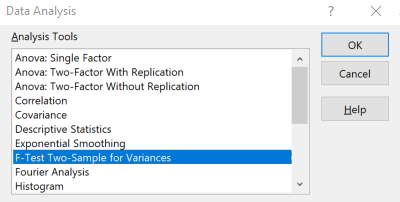 Data Analysis
?
Analysis Tools
OK
Anova: Single Factor
Anova: Two-Factor With Replication
Cancel
Anova: Two-Factor Without Replication
Correlation
Covariance
Help
Descriptive Statistics
Exponential Smoothing
F-Test Two-Sample for Variances
Fourier Analysis
Histogram